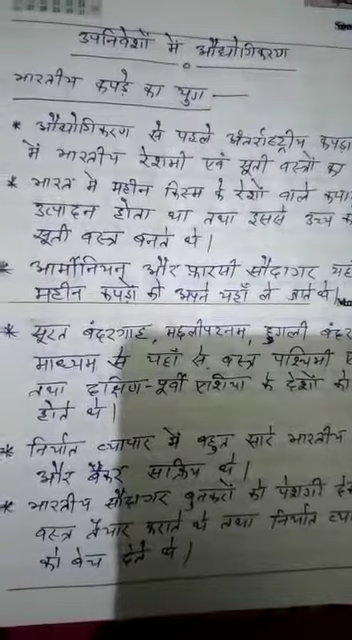 उपनिवेशों में औद्योगिकरण
भारतीय कपड़े का युग —
* औद्योगिकरण से पहले अंतर्राष्ट्रीय कपड़ा
में भारतीय रेशमी एवं सूती वस्त्रों का
* भारत में महीन किस्म के रेशों वाले कपा
उत्पादन होता था तथा इससे उच्च को
सूती वस्त्र बनते थे।
* आर्मीनियन् और फारसी सौदागर यहाँ
महीन कपड़ों को अपने यहाँ ले जाते थे।
* सूरत बंदरगाह, मछलीपटनम, हुगली बंदर
माध्यम से यहाँ से वस्त्र पश्चिमी ए
तथा दक्षिण-पूर्वी एशिया के देशों को
होते थे।
* निर्यात व्यापार में बहुत सारे भारतीय
और बैंकर साक्रिय थे।
* भारतीय सौदागर बुनकरों को पेशगी दे
वस्त्र तैयार कराते थे तथा निर्यात व्या
को बेच देते थे।